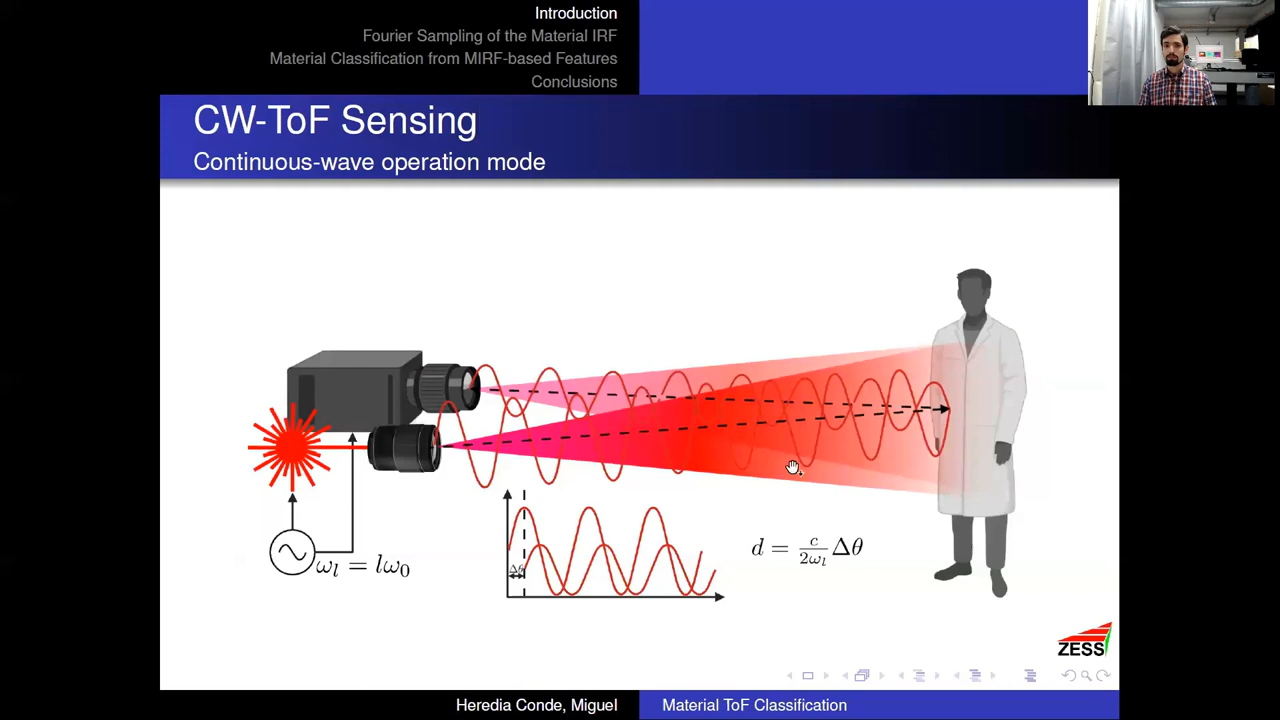 Introduction
Fourier Sampling of the Material IRF
Material Classification from MIRF-based Features
Conclusions
CW-ToF Sensing
Continuous-wave operation mode
ωₗ = lω₀
Δθ
d = c/2ωₗ Δθ
ZESS
Heredia Conde, Miguel
Material ToF Classification